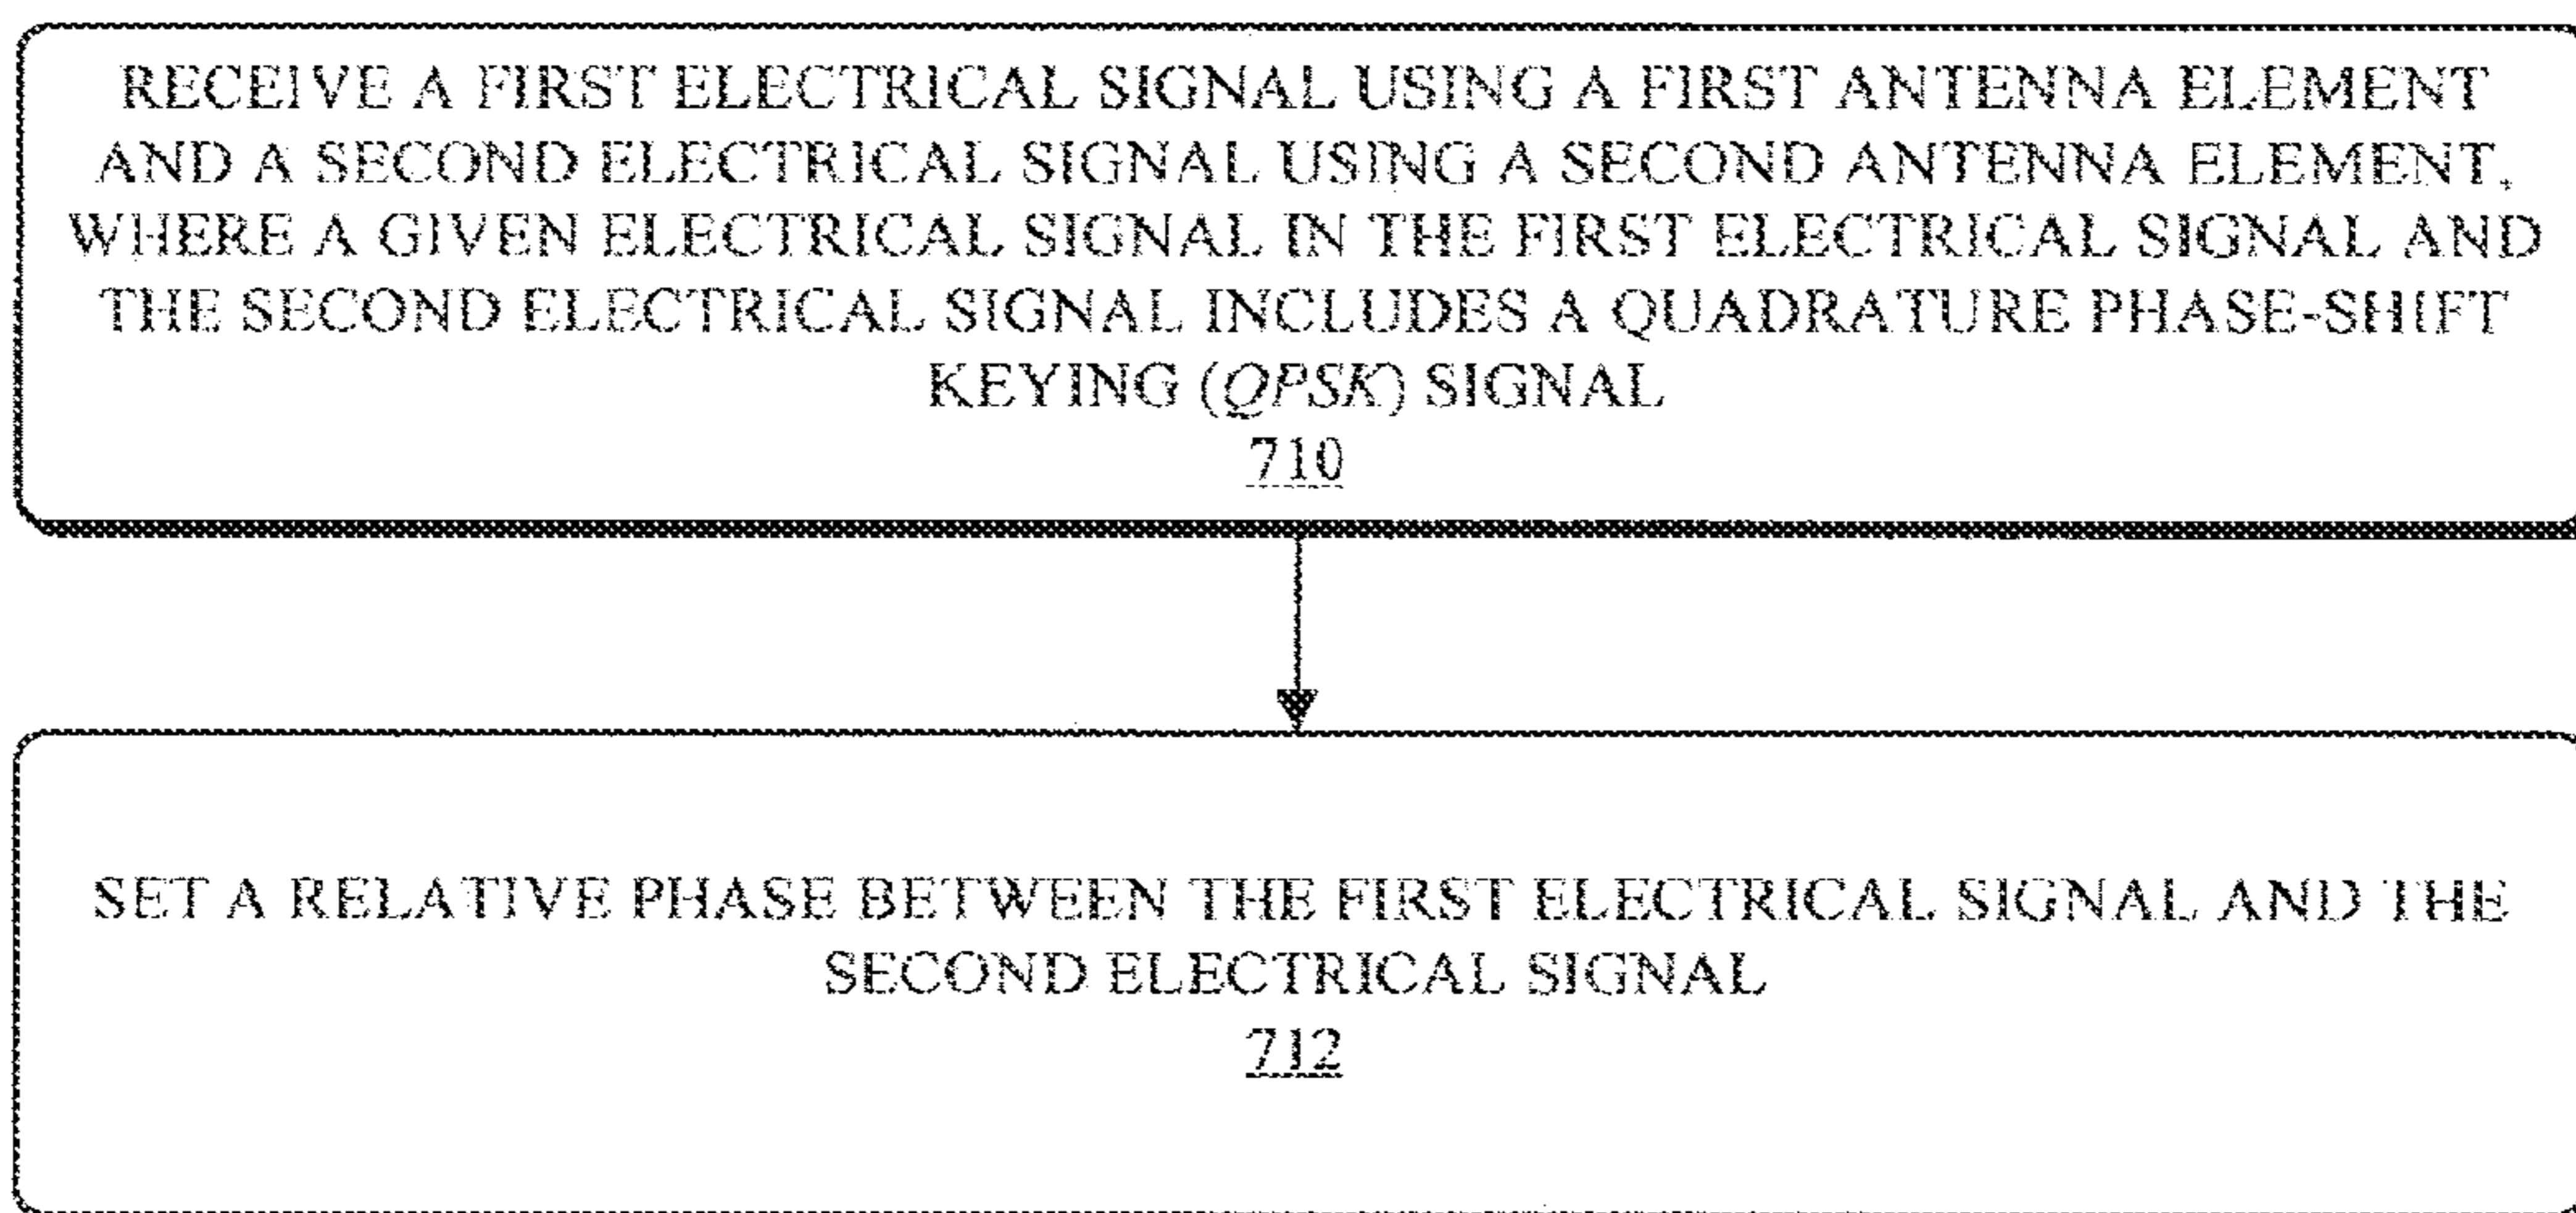 RECEIVE A FIRST ELECTRICAL SIGNAL USING A FIRST ANTENNA ELEMENT
AND A SECOND ELECTRICAL SIGNAL USING A SECOND ANTENNA ELEMENT,
WHERE A GIVEN ELECTRICAL SIGNAL IN THE FIRST ELECTRICAL SIGNAL AND
THE SECOND ELECTRICAL SIGNAL INCLUDES A QUADRATURE PHASE-SHIFT
KEYING (QPSK) SIGNAL
710
SET A RELATIVE PHASE BETWEEN THE FIRST ELECTRICAL SIGNAL AND THE
SECOND ELECTRICAL SIGNAL
712